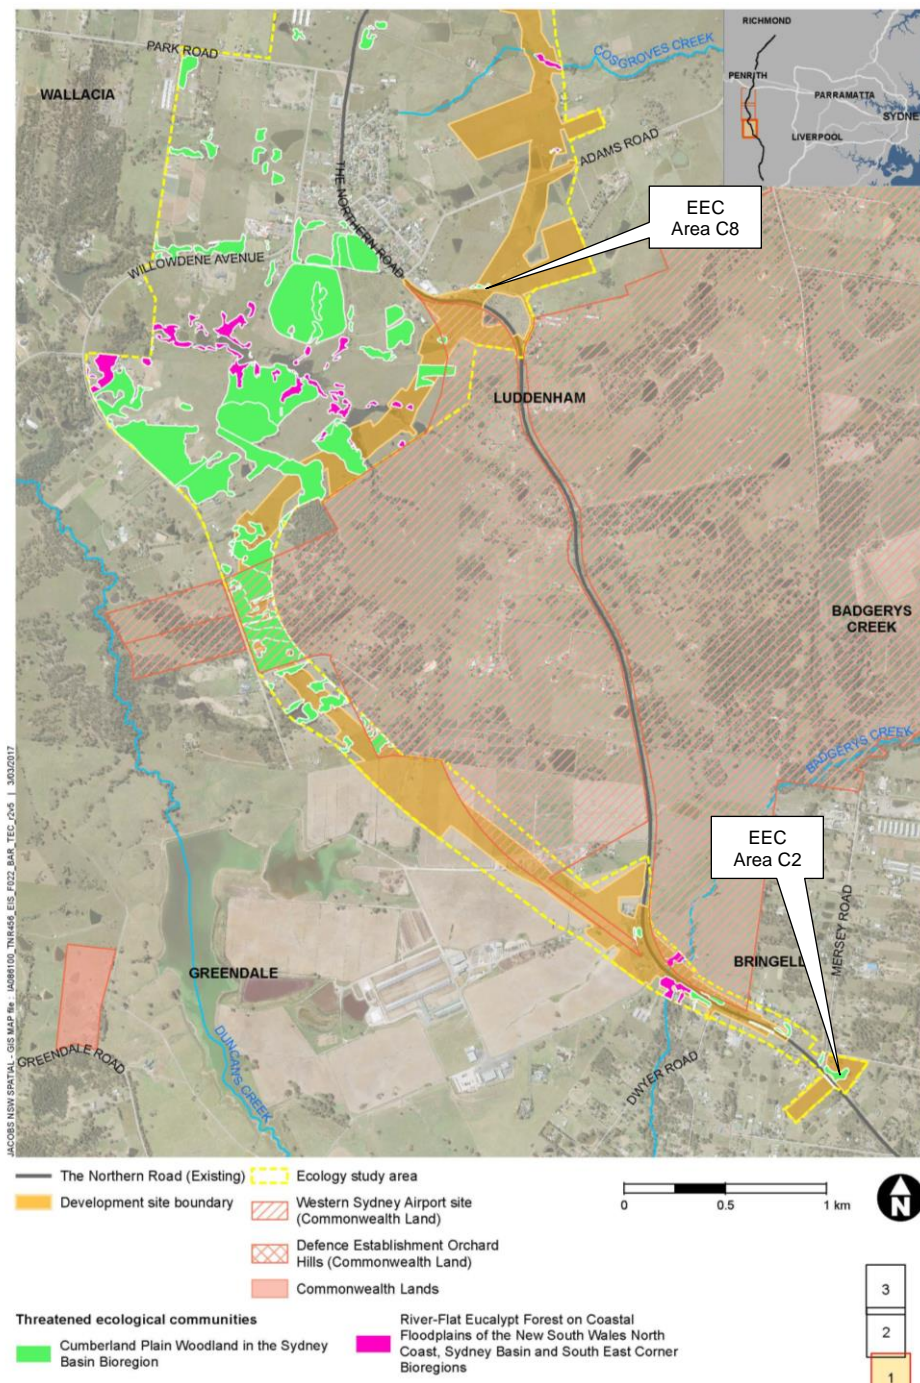 RICHMOND
PENRITH
PARRAMATTA
SYDNE
LIVERPOOL
PARK ROAD
COSGROVES CREEK
WALLACIA
ADAMS ROAD
THE NORTHERN ROAD
EEC
Area C8
WILLOWDENE AVENUE
LUDDENHAM
BADGERYS
CREEK
BADGERYS CREEK
EEC
Area C2
MERSEY ROAD
BRINGELL
GREENDALE
DUNCANS CREEK
GREENDALE ROAD
DWYER ROAD
JACOBS NSW SPATIAL - GIS MAP file : IA086100_TNR456_EIS_F022_BAR_TEC_r2v5 | 3/03/2017
The Northern Road (Existing)
Development site boundary
Ecology study area
Western Sydney Airport site
(Commonwealth Land)
Defence Establishment Orchard
Hills (Commonwealth Land)
Commonwealth Lands
0 0.5 1 km
N
Threatened ecological communities
Cumberland Plain Woodland in the Sydney
Basin Bioregion
River-Flat Eucalypt Forest on Coastal
Floodplains of the New South Wales North
Coast, Sydney Basin and South East Corner
Bioregions
3
2
1